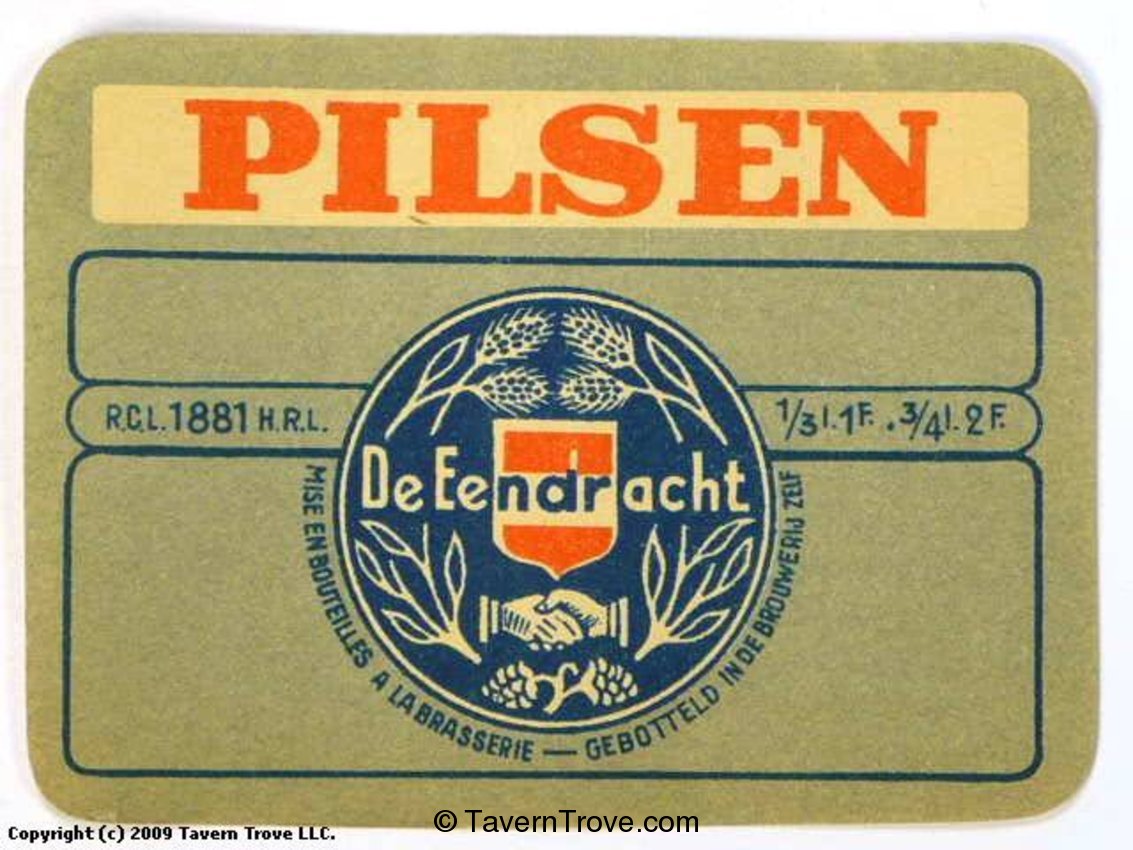 PILSEN
R.C.L. 1881 H.R.L.
1/3 l. 1 F. . 3/4 l. 2 F.
De Eendracht
MISE EN BOUTEILLES A LA BRASSERIE — GEBOTTELD IN DE BROUWERIJ ZELF
© TavernTrove.com
Copyright (c) 2009 Tavern Trove LLC.